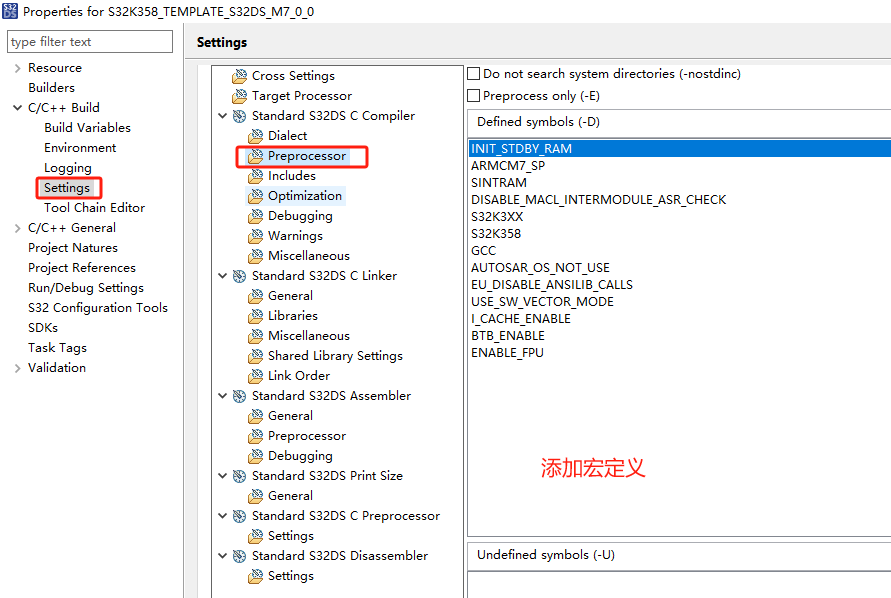 Properties for S32K358_TEMPLATE_S32DS_M7_0_0
type filter text
Resource
Builders
C/C++ Build
Build Variables
Environment
Logging
Settings
Tool Chain Editor
C/C++ General
Project Natures
Project References
Run/Debug Settings
S32 Configuration Tools
SDKs
Task Tags
Validation
Settings
Cross Settings
Target Processor
Standard S32DS C Compiler
Dialect
Preprocessor
Includes
Optimization
Debugging
Warnings
Miscellaneous
Standard S32DS C Linker
General
Libraries
Miscellaneous
Shared Library Settings
Link Order
Standard S32DS Assembler
General
Preprocessor
Debugging
Standard S32DS Print Size
General
Standard S32DS C Preprocessor
Settings
Standard S32DS Disassembler
Settings
Do not search system directories (-nostdinc)
Preprocess only (-E)
Defined symbols (-D)
INIT_STDBY_RAM
ARMCM7_SP
SINTRAM
DISABLE_MACL_INTERMODULE_ASR_CHECK
S32K3XX
S32K358
GCC
AUTOSAR_OS_NOT_USE
EU_DISABLE_ANSILIB_CALLS
USE_SW_VECTOR_MODE
I_CACHE_ENABLE
BTB_ENABLE
ENABLE_FPU
添加宏定义
Undefined symbols (-U)